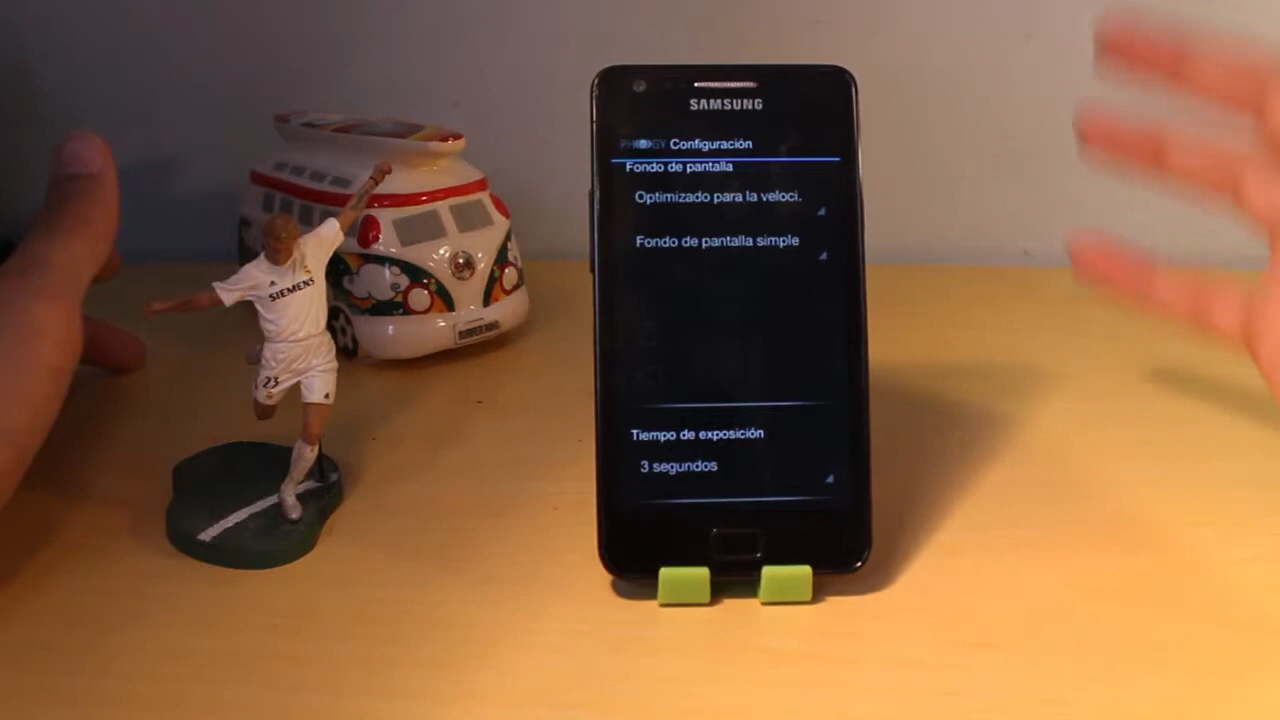 SAMSUNG
PHOGY Configuración
Fondo de pantalla
Optimizado para la veloci.
Fondo de pantalla simple
Tiempo de exposición
3 segundos
SIEMENS
23